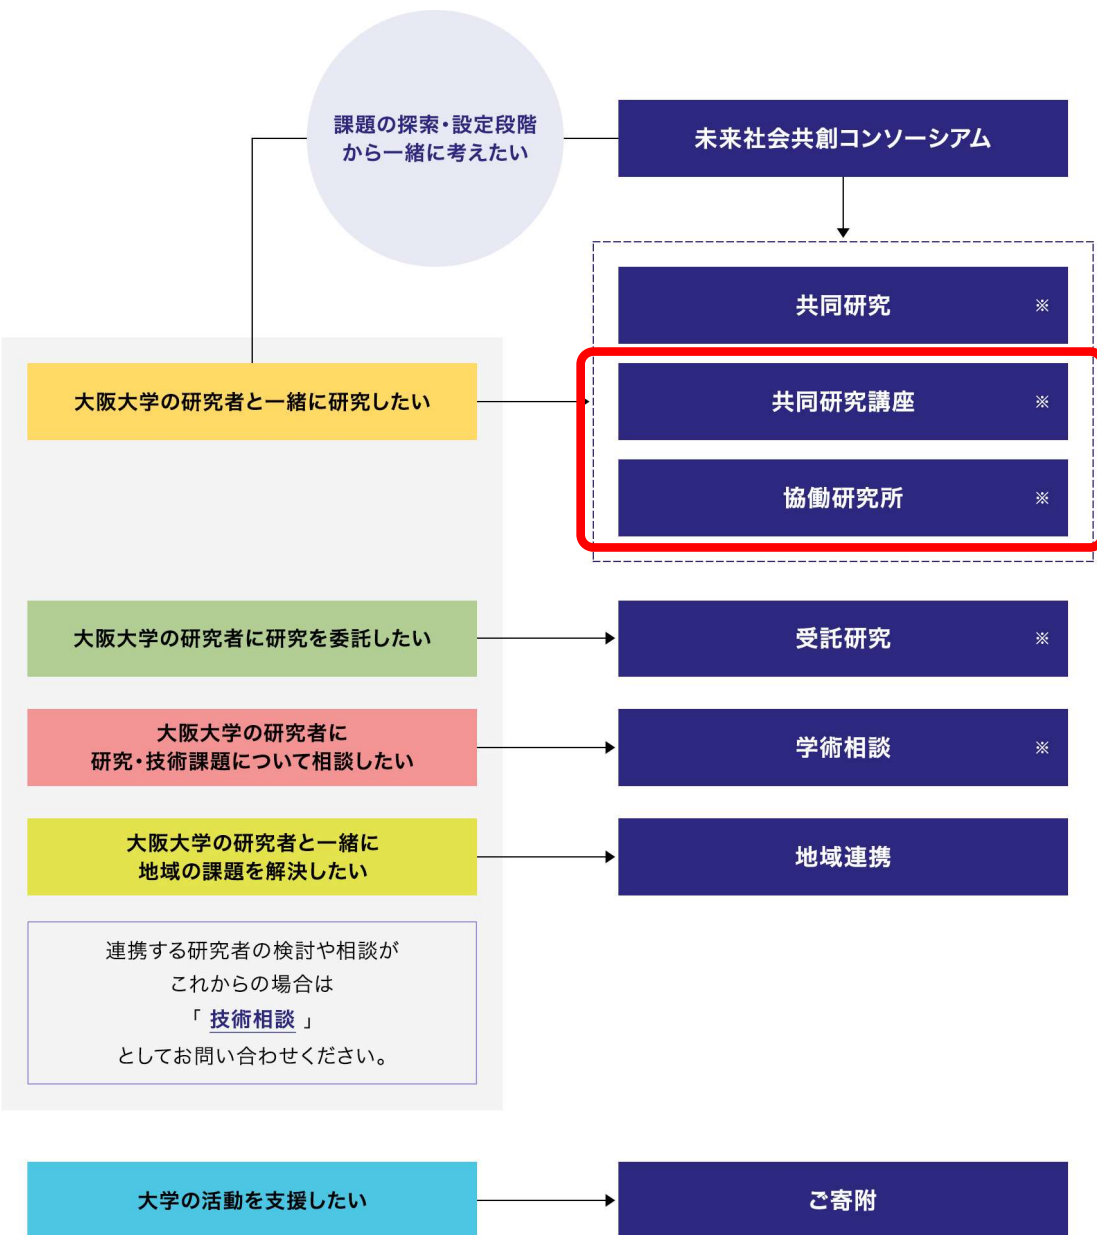 課題の探索・設定段階
から一緒に考えたい
未来社会共創コンソーシアム
共同研究 ※
大阪大学の研究者と一緒に研究したい
共同研究講座 ※
協働研究所 ※
大阪大学の研究者に研究を委託したい
受託研究 ※
大阪大学の研究者に
研究・技術課題について相談したい
学術相談 ※
大阪大学の研究者と一緒に
地域の課題を解決したい
地域連携
連携する研究者の検討や相談が
これからの場合は
「 技術相談 」
としてお問い合わせください。
大学の活動を支援したい
ご寄附